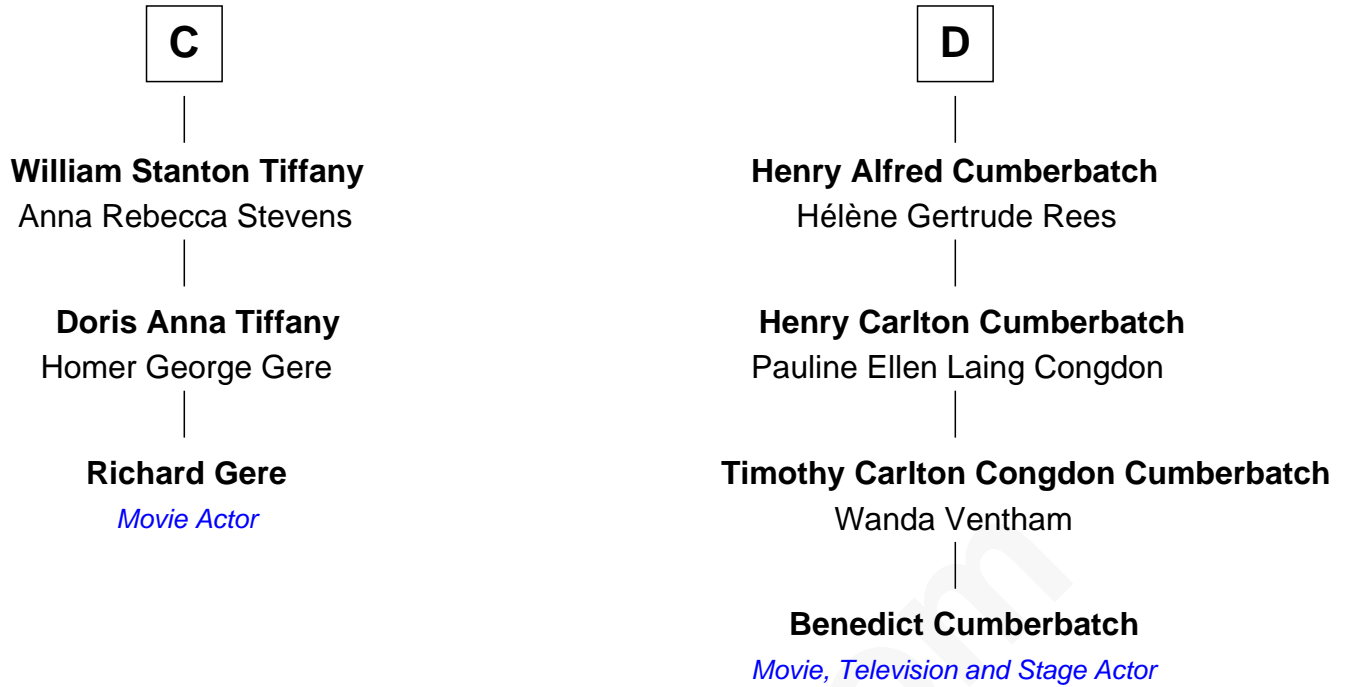 C
William Stanton Tiffany
Anna Rebecca Stevens
Doris Anna Tiffany
Homer George Gere
Richard Gere
Movie Actor
D
Henry Alfred Cumberbatch
Hélène Gertrude Rees
Henry Carlton Cumberbatch
Pauline Ellen Laing Congdon
Timothy Carlton Congdon Cumberbatch
Wanda Ventham
Benedict Cumberbatch
Movie, Television and Stage Actor